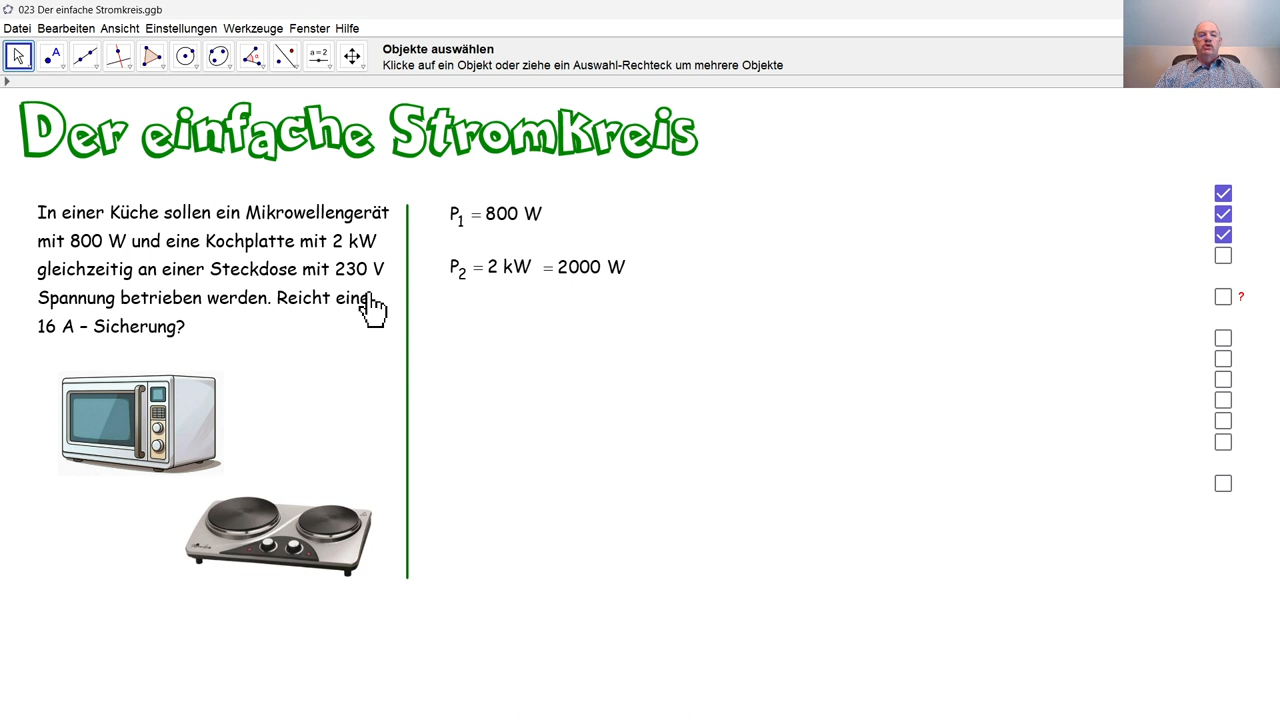 023 Der einfache Stromkreis.ggb
Datei Bearbeiten Ansicht Einstellungen Werkzeuge Fenster Hilfe
A
a=2
Objekte auswählen
Klicke auf ein Objekt oder ziehe ein Auswahl-Rechteck um mehrere Objekte
Der einfache Stromkreis
In einer Küche sollen ein Mikrowellengerät
mit 800 W und eine Kochplatte mit 2 kW
gleichzeitig an einer Steckdose mit 230 V
Spannung betrieben werden. Reicht eine
16 A – Sicherung?
P₁ = 800 W
P₂ = 2 kW = 2000 W
?